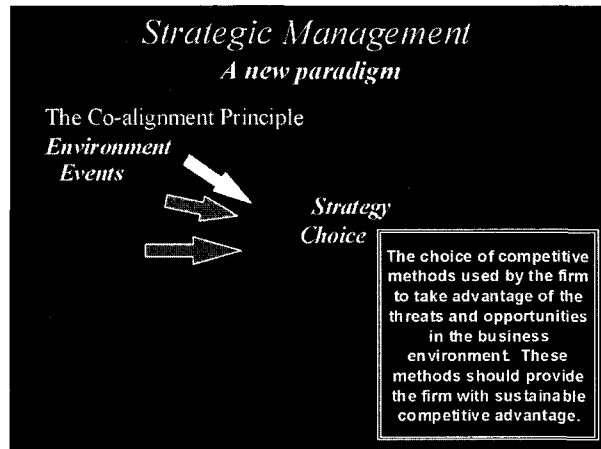 Strategic Management
A new paradigm
The Co-alignment Principle
Environment
Events
Strategy
Choice
The choice of competitive
methods used by the firm
to take advantage of the
threats and opportunities
in the business
environment. These
methods should provide
the firm with sustainable
competitive advantage.